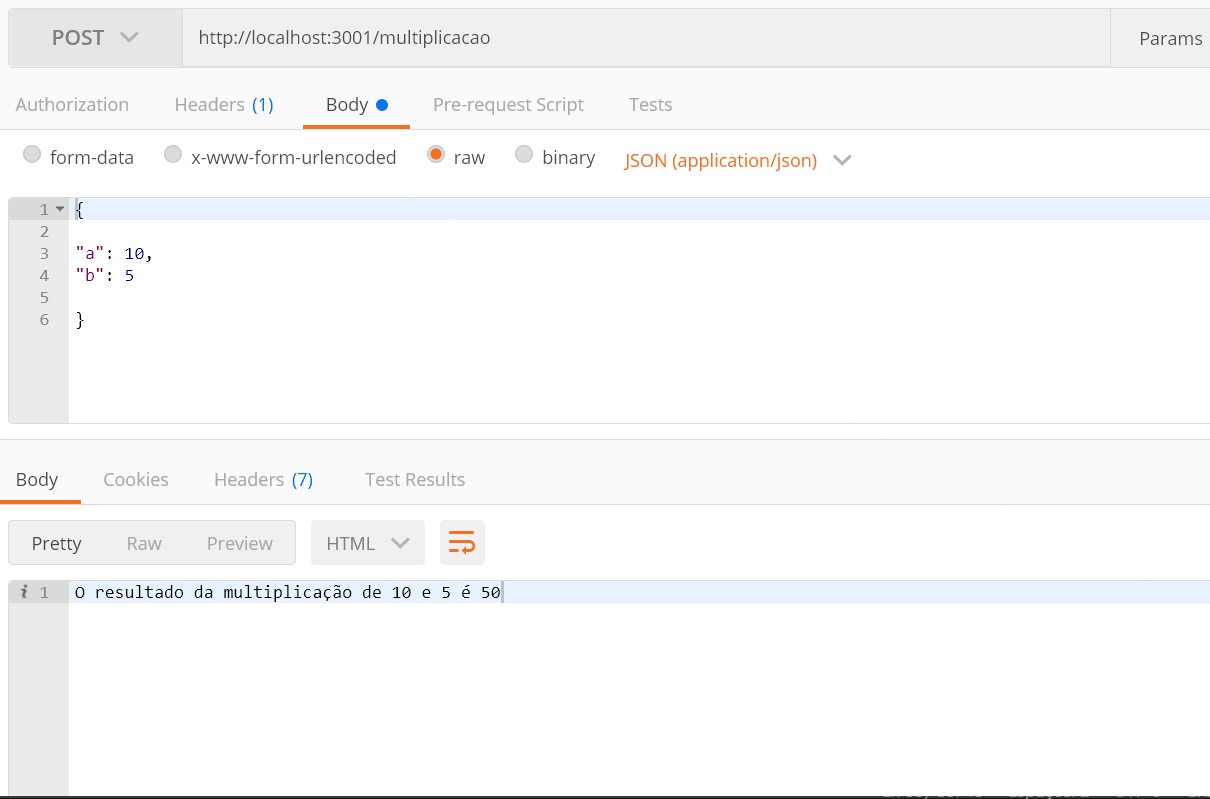 POST http://localhost:3001/multiplicacao Params
Authorization Headers (1) Body Pre-request Script Tests
form-data x-www-form-urlencoded raw binary JSON (application/json)
1 {
2
3 "a": 10,
4 "b": 5
5
6 }
Body Cookies Headers (7) Test Results
Pretty Raw Preview HTML
i 1 O resultado da multiplicação de 10 e 5 é 50